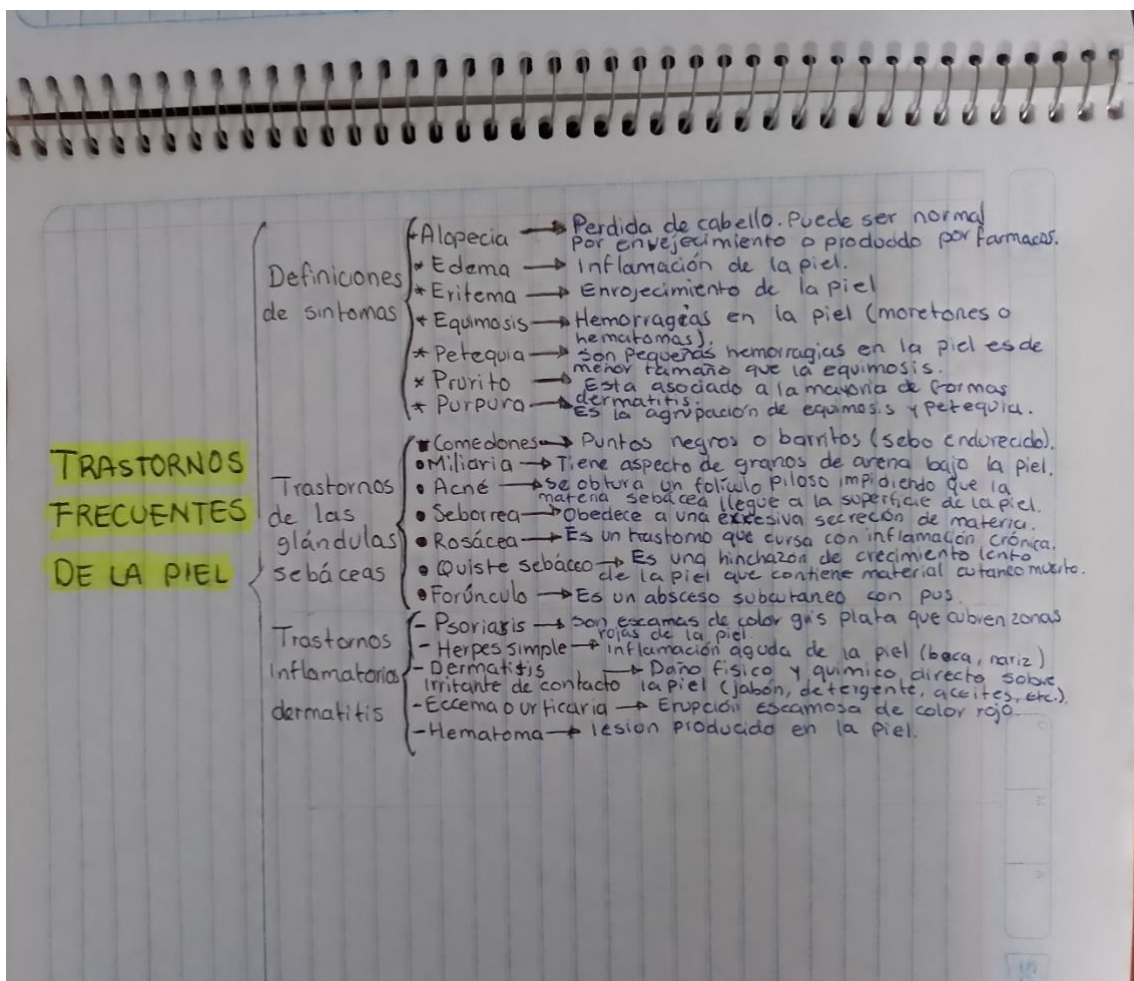 TRASTORNOS
FRECUENTES
DE LA PIEL
Definiciones
de sintomas
- Alopecia → Perdida de cabello. Puede ser normal
por envejecimiento o producido por farmacos.
* Edema → Inflamación de la piel.
* Eritema → Enrojecimiento de la piel
* Equimosis → Hemorragias en la piel (moretones o
hematomas).
* Petequia → son pequeñas hemorragias en la piel es de
menor tamaño que la equimosis.
* Prurito → Esta asociado a la mayoria de formas
dermatitis.
* Purpura → Es la agrupación de equimosis y petequia.
Trastornos
de las
glándulas
sebáceas
• Comedones → Puntos negros o barritos (sebo endurecido).
• Miliaria → Tiene aspecto de granos de arena bajo la piel.
• Acné → se obtura un folículo piloso impidiendo que la
materia sebácea llegue a la superficie de la piel.
• Seborrea → Obedece a una excesiva secreción de materia.
• Rosácea → Es un trastorno que cursa con inflamación crónica.
• Quiste sebáceo → Es una hinchazón de crecimiento lento
de la piel que contiene material cutaneo muerto.
• Forúnculo → Es un absceso subcutaneo con pus.
Trastornos
Inflamatorios
dermatitis
- Psoriasis → son escamas de color gris plata que cubren zonas
rojas de la piel
- Herpes simple → inflamación aguda de la piel (boca, nariz)
- Dermatitis → Daño fisico y quimico directo sobre
irritante de contacto la piel (jabón, detergente, aceites, etc.).
- Eccema o urticaria → Erupción escamosa de color rojo.
- Hematoma → lesion producido en la piel.